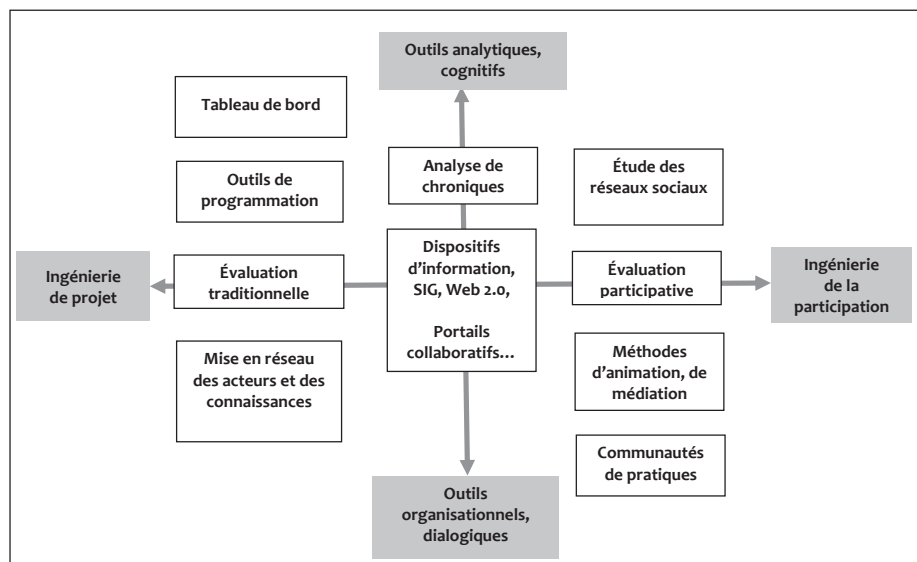 Outils analytiques,
cognitifs
Tableau de bord
Analyse de
chroniques
Étude des
réseaux sociaux
Outils de
programmation
Ingénierie
de projet
Évaluation
traditionnelle
Dispositifs
d’information,
SIG, Web 2.0,
Portails
collaboratifs…
Évaluation
participative
Ingénierie
de la
participation
Mise en réseau
des acteurs et des
connaissances
Méthodes
d’animation, de
médiation
Communautés
de pratiques
Outils
organisationnels,
dialogiques